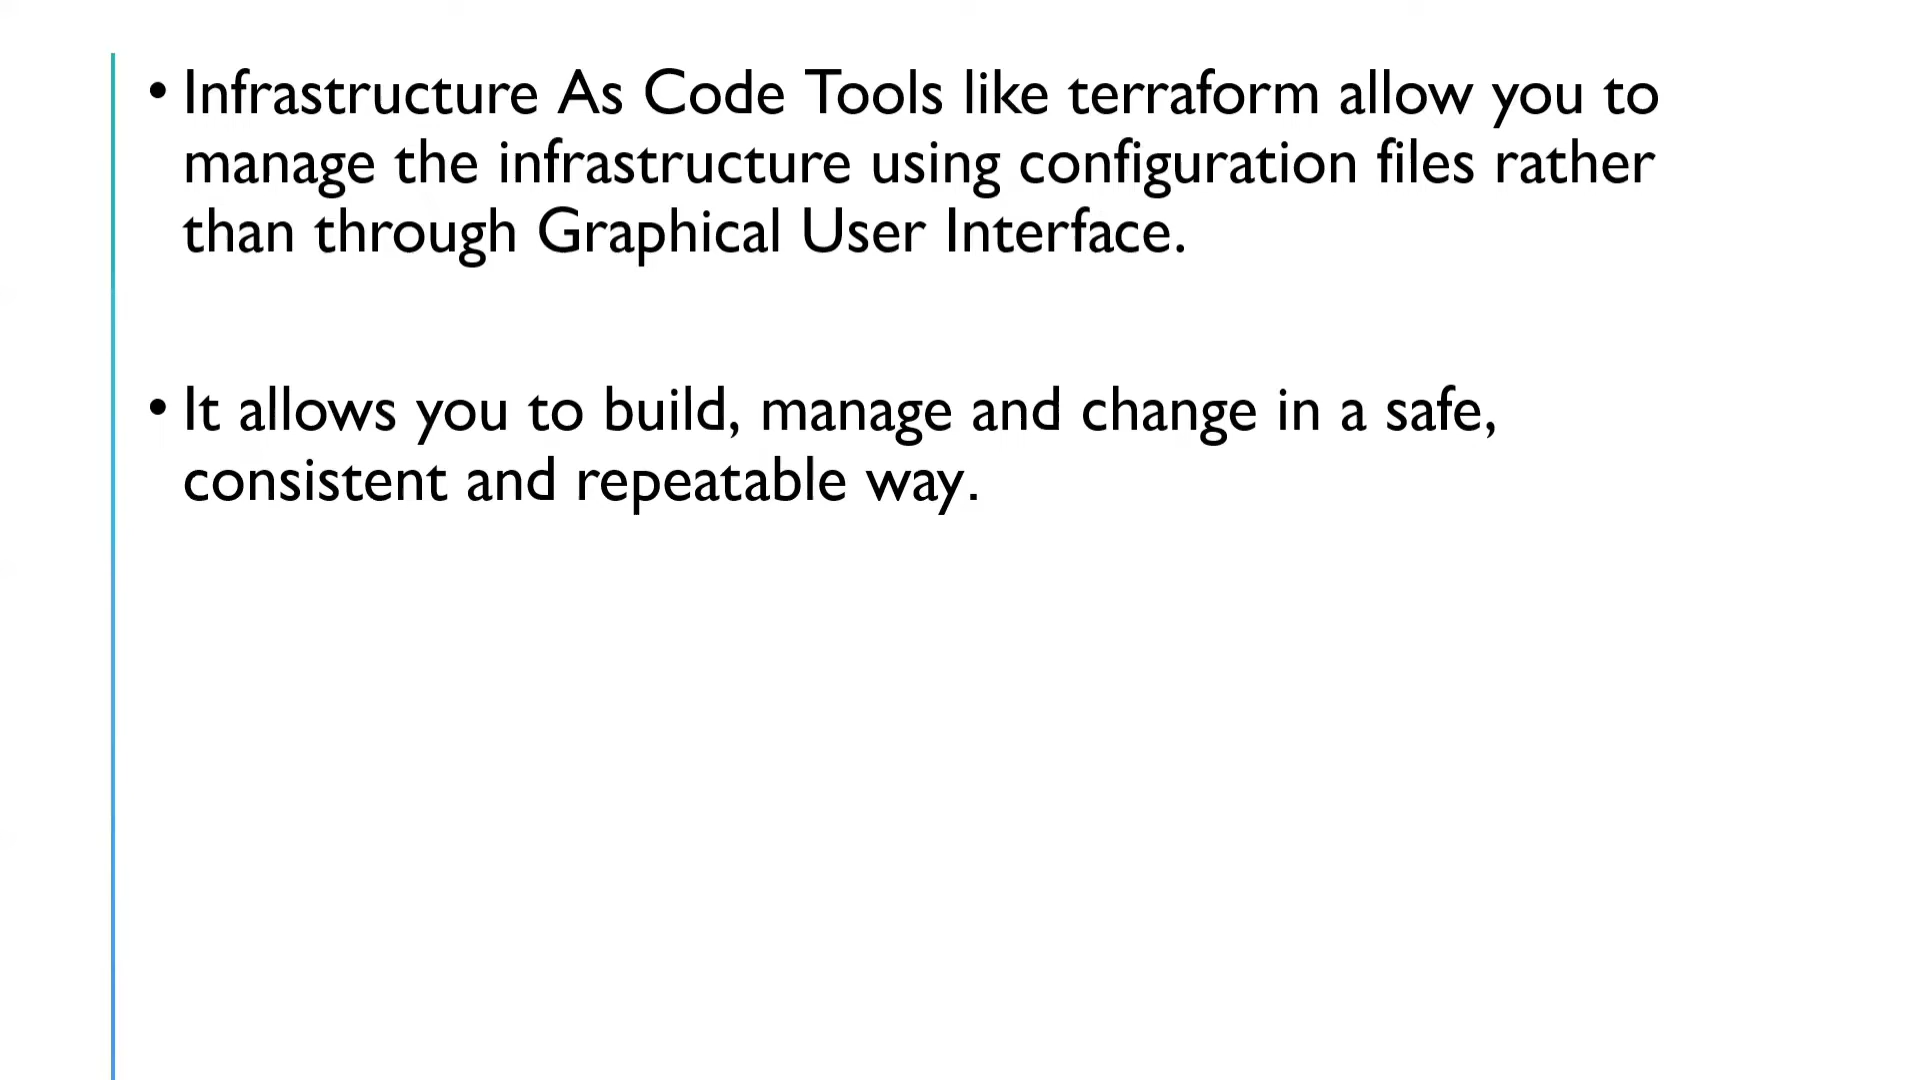 • Infrastructure As Code Tools like terraform allow you to
manage the infrastructure using configuration files rather
than through Graphical User Interface.
• It allows you to build, manage and change in a safe,
consistent and repeatable way.